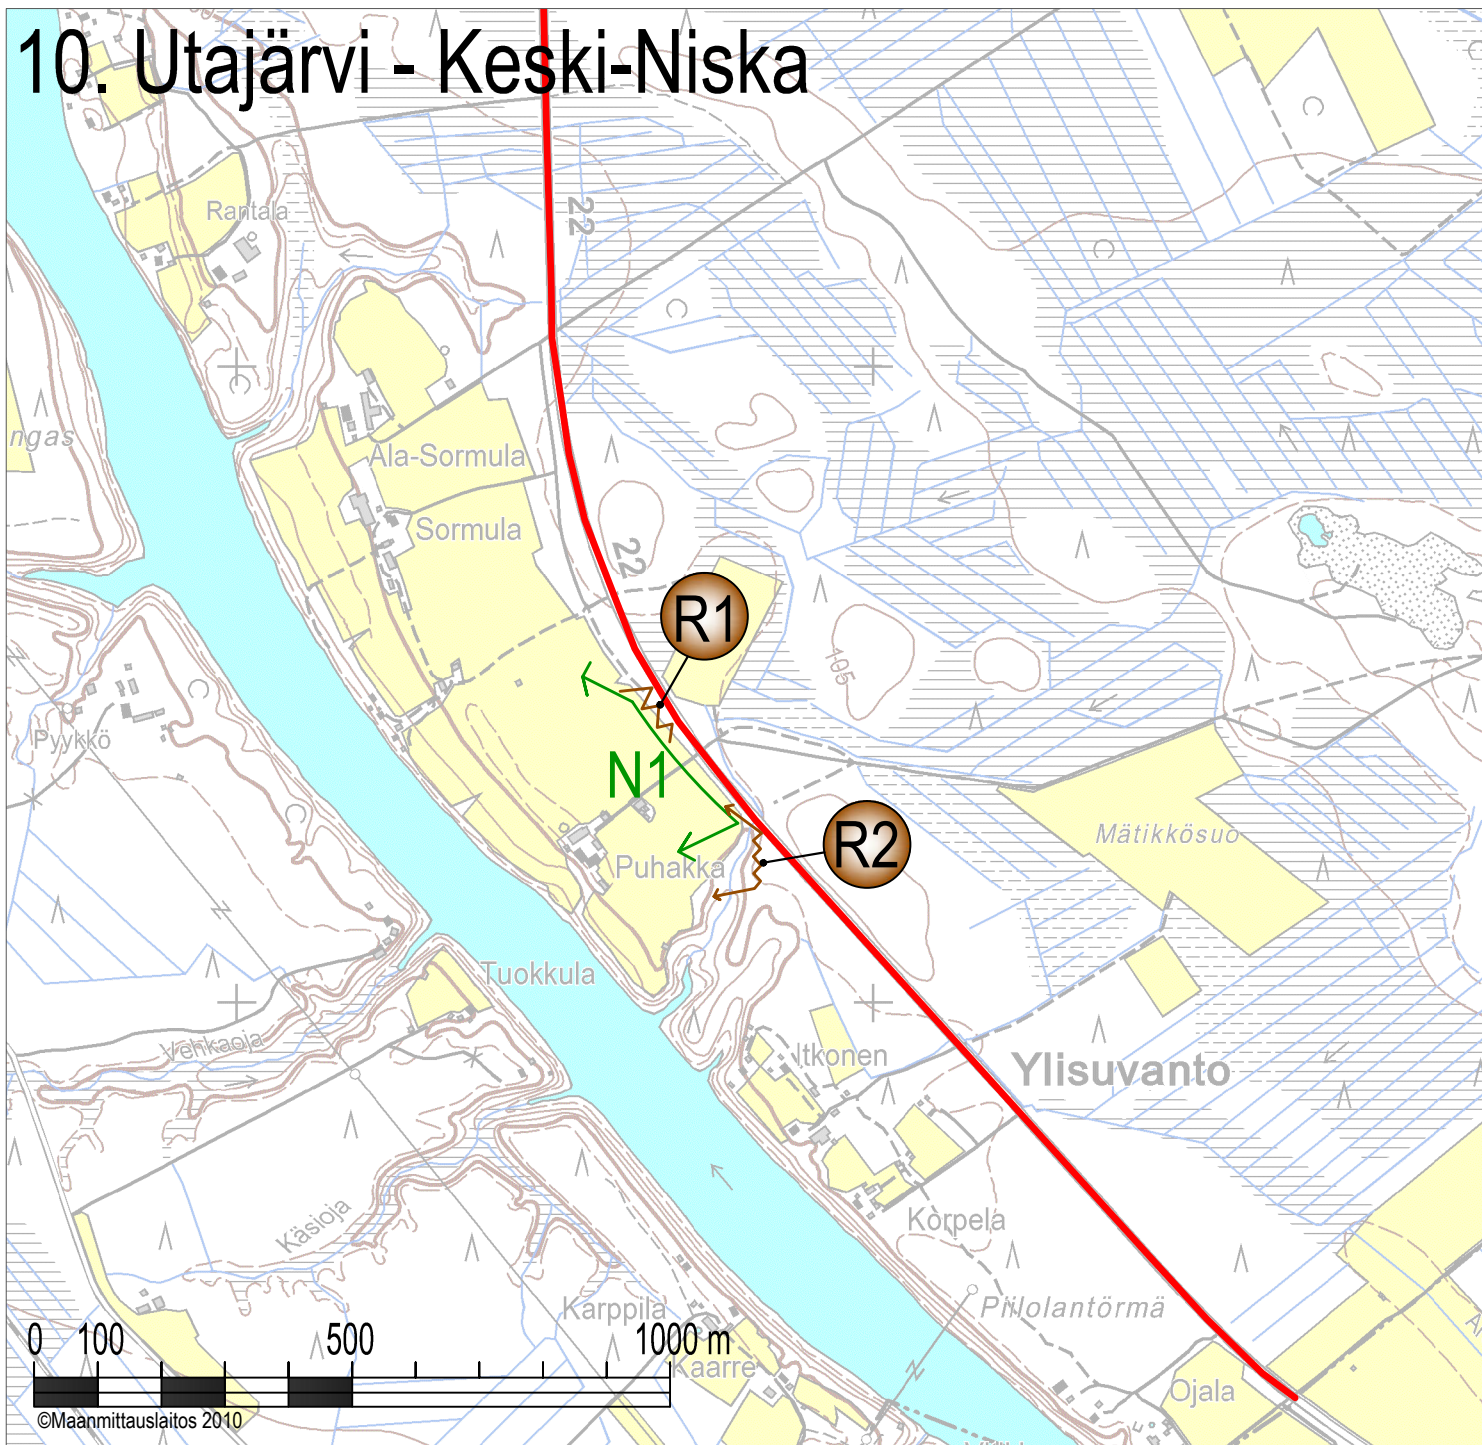 10. Utajärvi - Keski-Niska
Rantala
22
ngas
Ala-Sormula
Sormula
22
R1
105
Pyykkö
N1
R2
Mätikkösuo
Puhakka
Tuokkula
Vehkaoja
Itkonen
Ylisuvanto
Käsioja
Korpela
Karppila
Piilolantörmä
0 100 500 1000 m
Kaarre
Ojala
©Maanmittauslaitos 2010